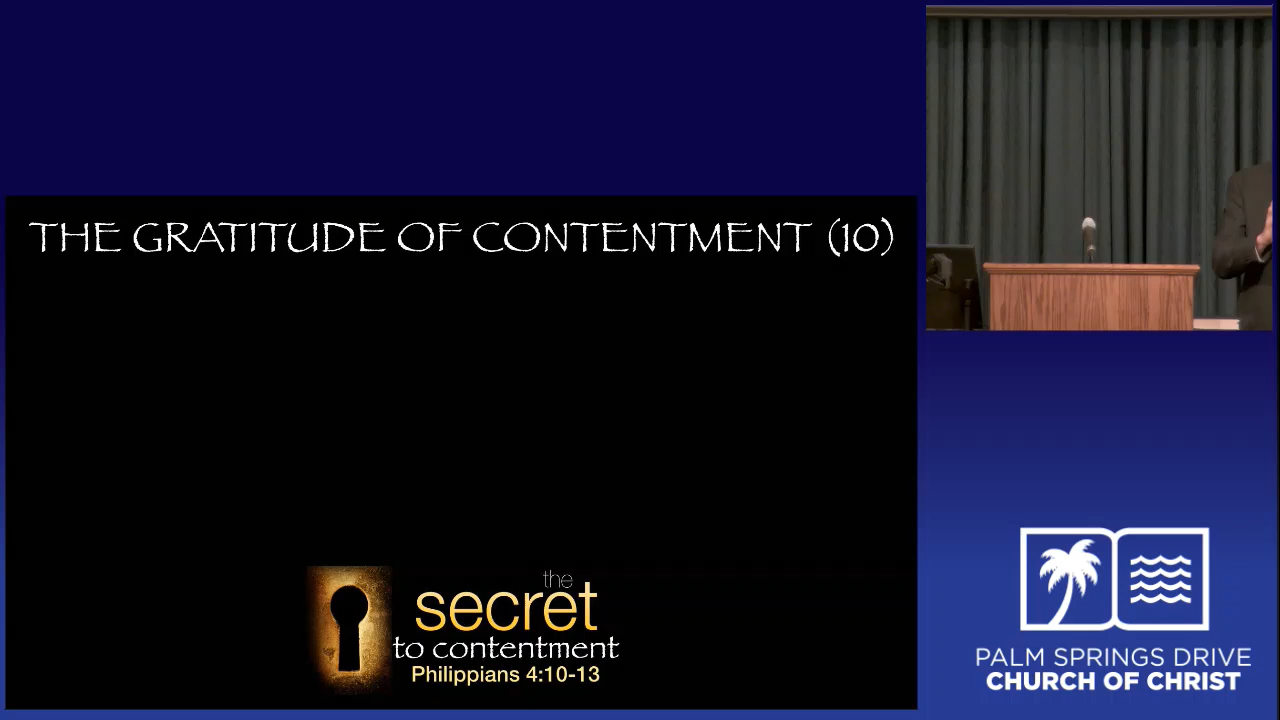 THE GRATITUDE OF CONTENTMENT (10)
the
secret
to contentment
Philippians 4:10-13
PALM SPRINGS DRIVE
CHURCH OF CHRIST